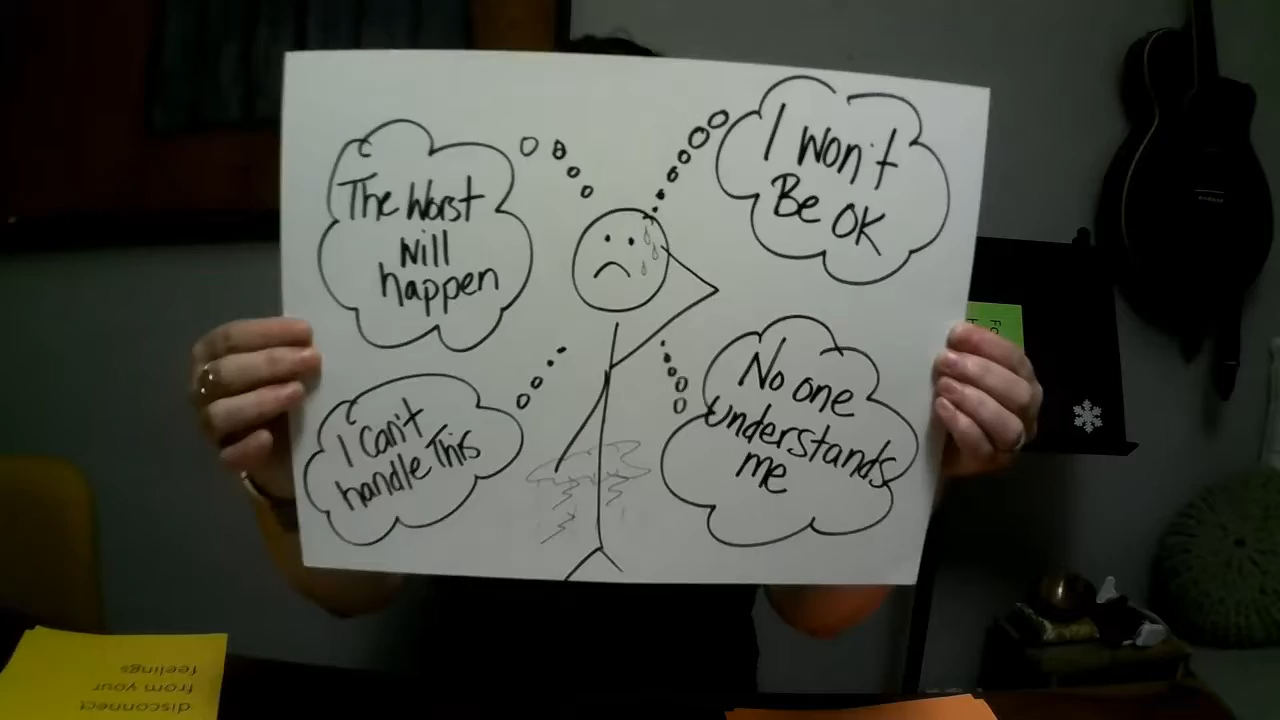 The Worst
will
happen
I won't
Be OK
I can't
handle This
No one
understands
me
disconnect
from your
feelings